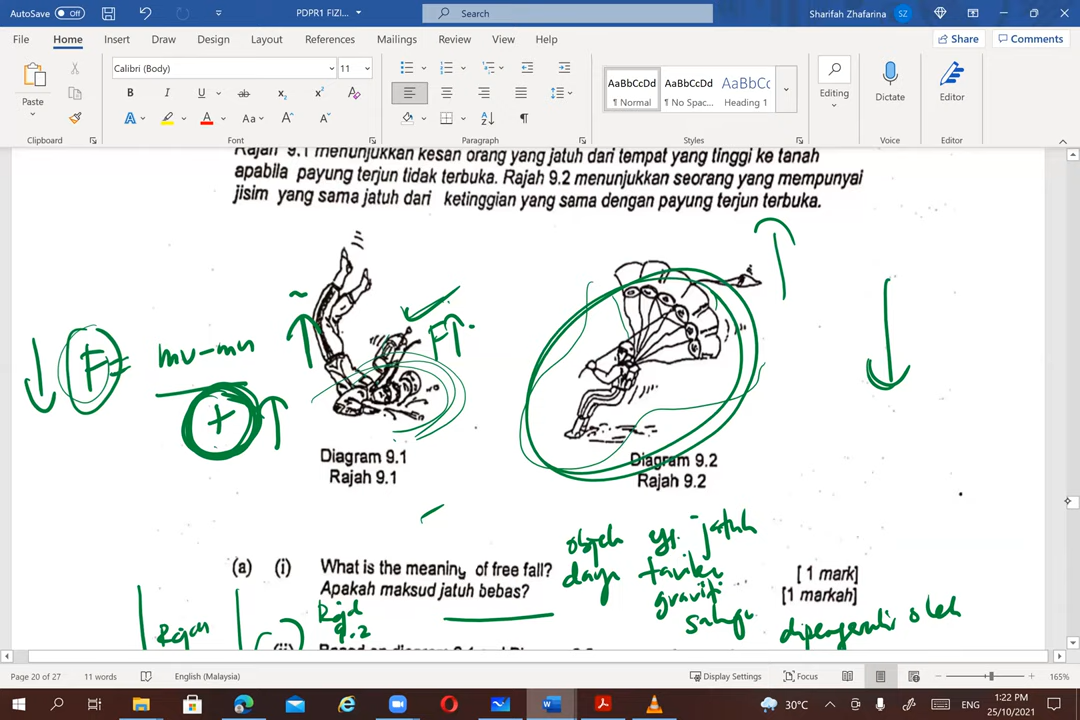 AutoSave Off PDPR1 FIZI... Search Sharifah Zhafarina SZ
File Home Insert Draw Design Layout References Mailings Review View Help Share Comments
Calibri (Body) 11
AaBbCcDd AaBbCcDd AaBbCc
Paste Normal No Spac... Heading 1 Editing Dictate Editor
Clipboard Font Paragraph Styles Voice Editor
Rajah 9.1 menunjukkan kesan orang yang jatuh dari tempat yang tinggi ke tanah
apabila payung terjun tidak terbuka. Rajah 9.2 menunjukkan seorang yang mempunyai
jisim yang sama jatuh dari ketinggian yang sama dengan payung terjun terbuka.
F↑
F = mv-mu
t
Diagram 9.1
Rajah 9.1
Diagram 9.2
Rajah 9.2
objek yg. jatuh
daya tarikan
graviti
dipengaruhi oleh
(a) (i) What is the meaning of free fall? [1 mark]
Apakah maksud jatuh bebas? [1 markah]
Rajah
9.2
Page 20 of 27 11 words English (Malaysia) Display Settings Focus 165%
30°C ENG 1:22 PM
25/10/2021